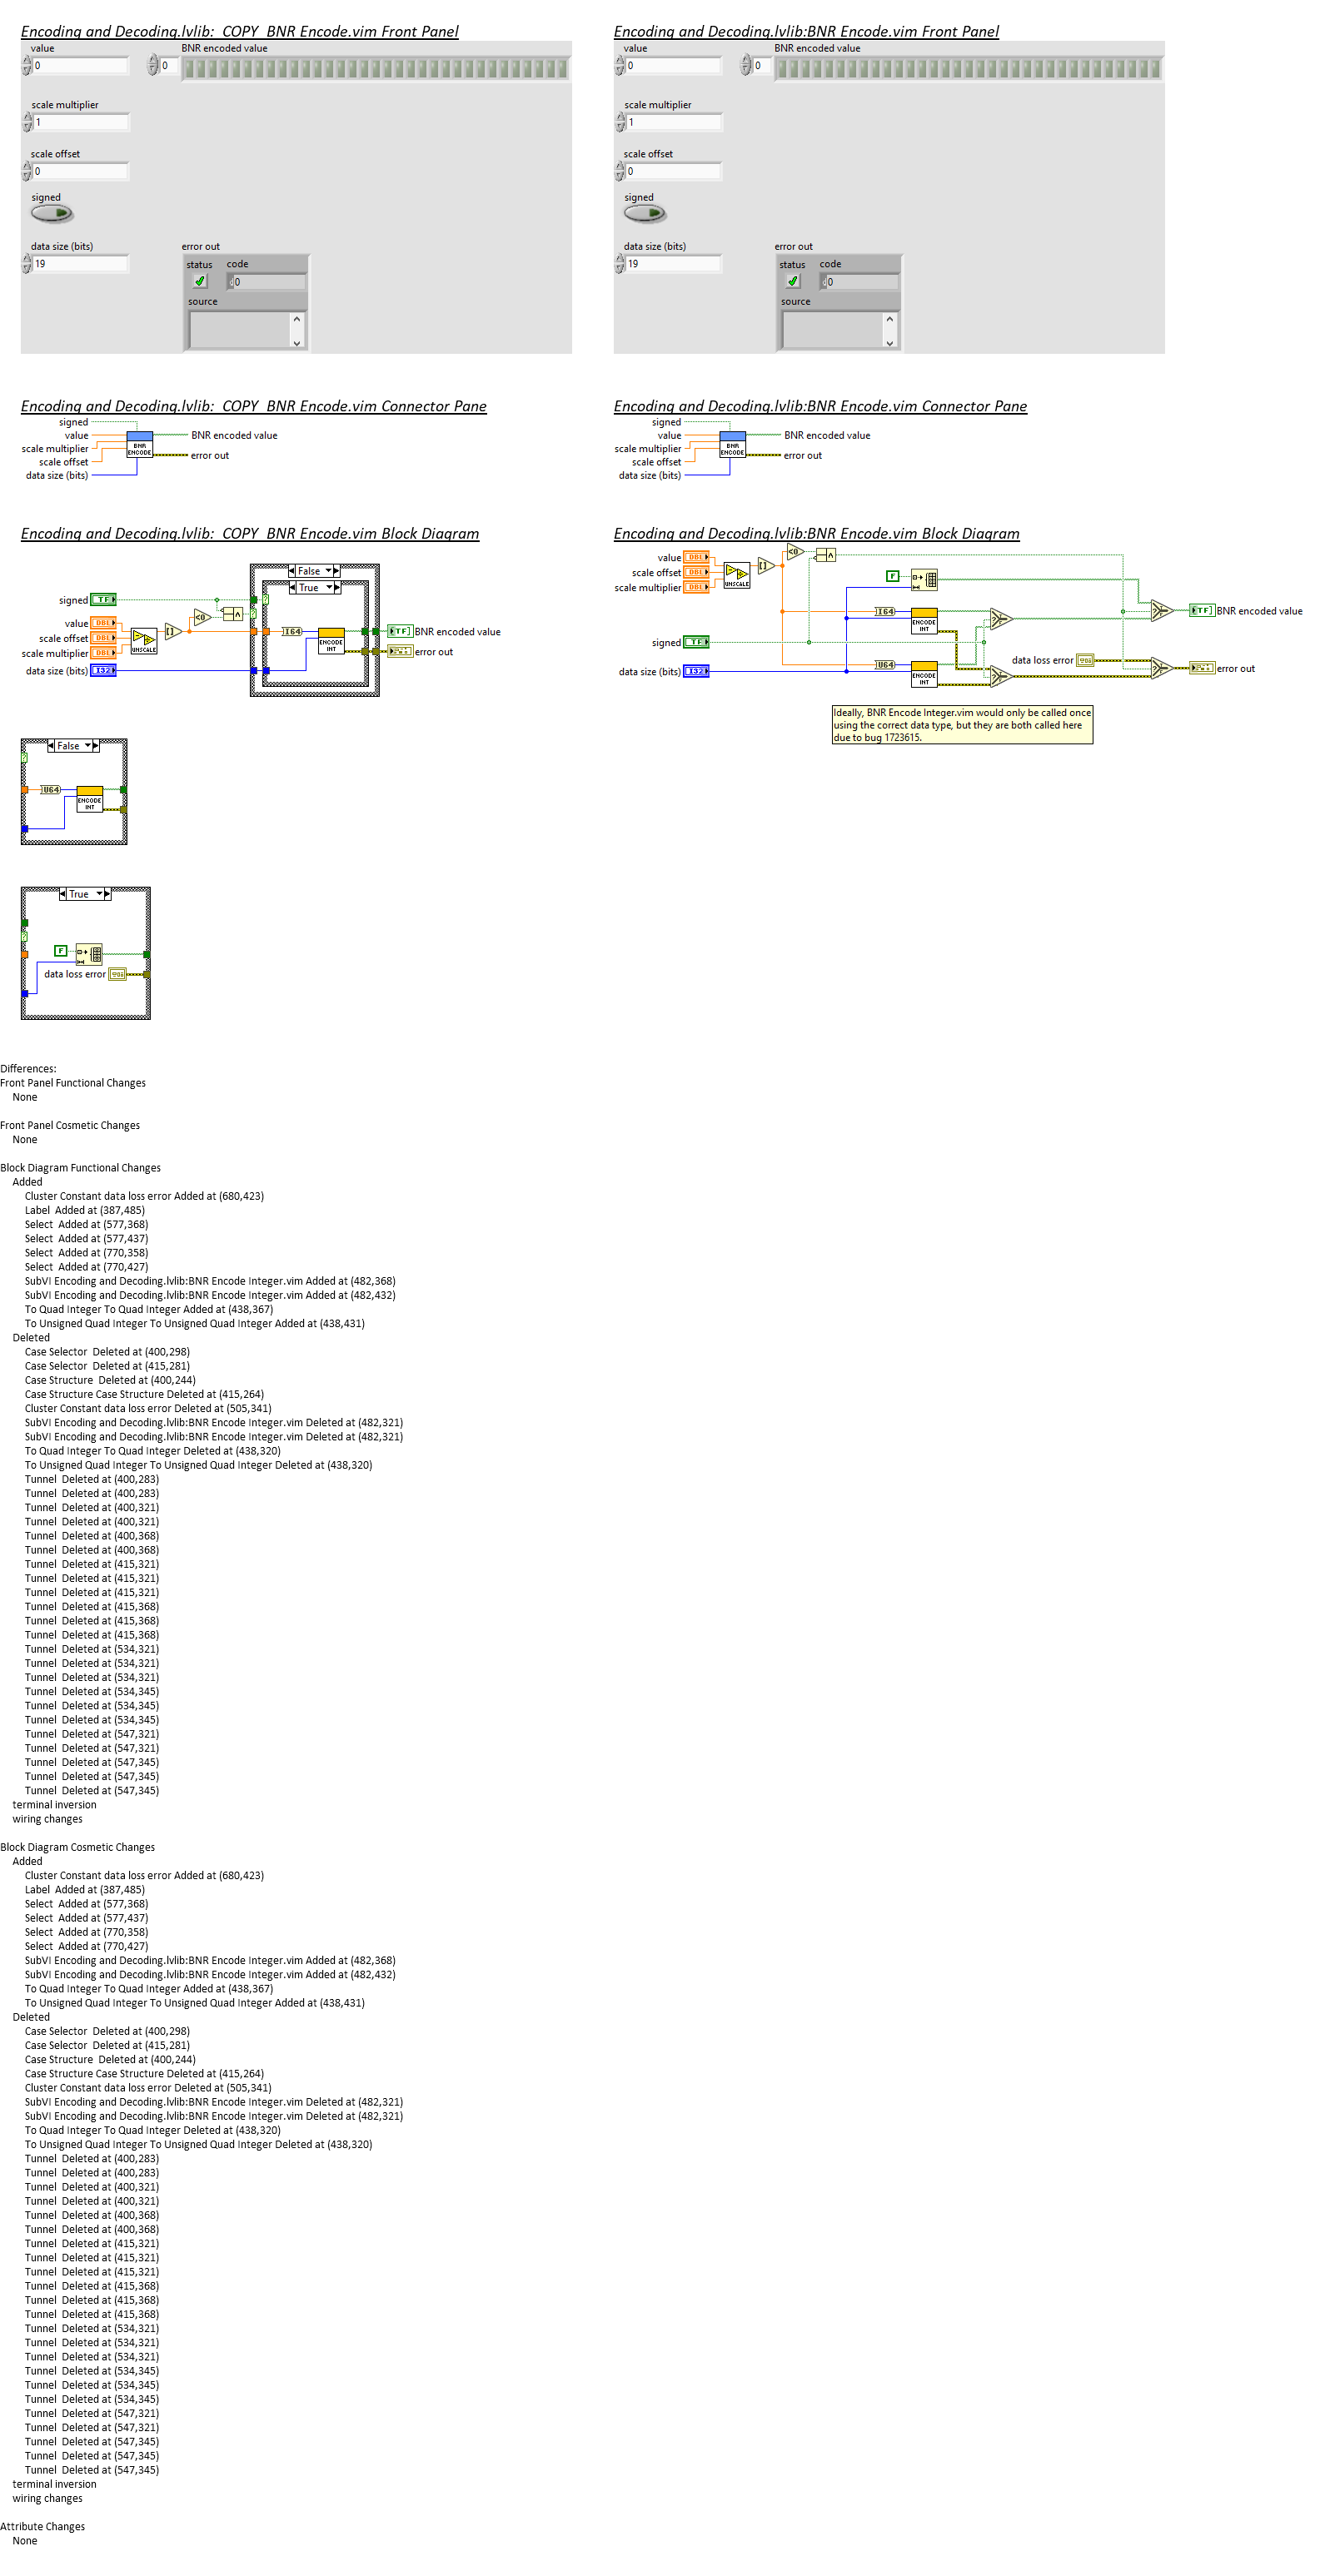 Encoding and Decoding.lvlib:_COPY_BNR Encode.vim Front Panel
value
0
0
BNR encoded value
scale multiplier
1
scale offset
0
signed
data size (bits)
19
error out
status
code
0
source
Encoding and Decoding.lvlib:BNR Encode.vim Front Panel
value
0
0
BNR encoded value
scale multiplier
1
scale offset
0
signed
data size (bits)
19
error out
status
code
0
source
Encoding and Decoding.lvlib:_COPY_BNR Encode.vim Connector Pane
signed
value
scale multiplier
scale offset
data size (bits)
BNR
ENCODE
BNR encoded value
error out
Encoding and Decoding.lvlib:BNR Encode.vim Connector Pane
signed
value
scale multiplier
scale offset
data size (bits)
BNR
ENCODE
BNR encoded value
error out
Encoding and Decoding.lvlib:_COPY_BNR Encode.vim Block Diagram
False
True
signed
TF
value
DBL
scale offset
DBL
scale multiplier
DBL
data size (bits)
I32
UNSCALE
[]
<0
I64
ENCODE
INT
TF
BNR encoded value
error out
False
U64
ENCODE
INT
True
F
data loss error
Encoding and Decoding.lvlib:BNR Encode.vim Block Diagram
value
DBL
scale offset
DBL
scale multiplier
DBL
UNSCALE
[]
<0
F
I64
ENCODE
INT
signed
TF
data size (bits)
I32
U64
ENCODE
INT
data loss error
TF
BNR encoded value
error out
Ideally, BNR Encode Integer.vim would only be called once
using the correct data type, but they are both called here
due to bug 1723615.
Differences:
Front Panel Functional Changes
None
Front Panel Cosmetic Changes
None
Block Diagram Functional Changes
Added
Cluster Constant data loss error Added at (680,423)
Label  Added at (387,485)
Select  Added at (577,368)
Select  Added at (577,437)
Select  Added at (770,358)
Select  Added at (770,427)
SubVI Encoding and Decoding.lvlib:BNR Encode Integer.vim Added at (482,368)
SubVI Encoding and Decoding.lvlib:BNR Encode Integer.vim Added at (482,432)
To Quad Integer To Quad Integer Added at (438,367)
To Unsigned Quad Integer To Unsigned Quad Integer Added at (438,431)
Deleted
Case Selector  Deleted at (400,298)
Case Selector  Deleted at (415,281)
Case Structure  Deleted at (400,244)
Case Structure Case Structure Deleted at (415,264)
Cluster Constant data loss error Deleted at (505,341)
SubVI Encoding and Decoding.lvlib:BNR Encode Integer.vim Deleted at (482,321)
SubVI Encoding and Decoding.lvlib:BNR Encode Integer.vim Deleted at (482,321)
To Quad Integer To Quad Integer Deleted at (438,320)
To Unsigned Quad Integer To Unsigned Quad Integer Deleted at (438,320)
Tunnel  Deleted at (400,283)
Tunnel  Deleted at (400,283)
Tunnel  Deleted at (400,321)
Tunnel  Deleted at (400,321)
Tunnel  Deleted at (400,368)
Tunnel  Deleted at (400,368)
Tunnel  Deleted at (415,321)
Tunnel  Deleted at (415,321)
Tunnel  Deleted at (415,321)
Tunnel  Deleted at (415,368)
Tunnel  Deleted at (415,368)
Tunnel  Deleted at (415,368)
Tunnel  Deleted at (534,321)
Tunnel  Deleted at (534,321)
Tunnel  Deleted at (534,321)
Tunnel  Deleted at (534,345)
Tunnel  Deleted at (534,345)
Tunnel  Deleted at (534,345)
Tunnel  Deleted at (547,321)
Tunnel  Deleted at (547,321)
Tunnel  Deleted at (547,345)
Tunnel  Deleted at (547,345)
Tunnel  Deleted at (547,345)
terminal inversion
wiring changes
Block Diagram Cosmetic Changes
Added
Cluster Constant data loss error Added at (680,423)
Label  Added at (387,485)
Select  Added at (577,368)
Select  Added at (577,437)
Select  Added at (770,358)
Select  Added at (770,427)
SubVI Encoding and Decoding.lvlib:BNR Encode Integer.vim Added at (482,368)
SubVI Encoding and Decoding.lvlib:BNR Encode Integer.vim Added at (482,432)
To Quad Integer To Quad Integer Added at (438,367)
To Unsigned Quad Integer To Unsigned Quad Integer Added at (438,431)
Deleted
Case Selector  Deleted at (400,298)
Case Selector  Deleted at (415,281)
Case Structure  Deleted at (400,244)
Case Structure Case Structure Deleted at (415,264)
Cluster Constant data loss error Deleted at (505,341)
SubVI Encoding and Decoding.lvlib:BNR Encode Integer.vim Deleted at (482,321)
SubVI Encoding and Decoding.lvlib:BNR Encode Integer.vim Deleted at (482,321)
To Quad Integer To Quad Integer Deleted at (438,320)
To Unsigned Quad Integer To Unsigned Quad Integer Deleted at (438,320)
Tunnel  Deleted at (400,283)
Tunnel  Deleted at (400,283)
Tunnel  Deleted at (400,321)
Tunnel  Deleted at (400,321)
Tunnel  Deleted at (400,368)
Tunnel  Deleted at (400,368)
Tunnel  Deleted at (415,321)
Tunnel  Deleted at (415,321)
Tunnel  Deleted at (415,321)
Tunnel  Deleted at (415,368)
Tunnel  Deleted at (415,368)
Tunnel  Deleted at (415,368)
Tunnel  Deleted at (534,321)
Tunnel  Deleted at (534,321)
Tunnel  Deleted at (534,321)
Tunnel  Deleted at (534,345)
Tunnel  Deleted at (534,345)
Tunnel  Deleted at (534,345)
Tunnel  Deleted at (547,321)
Tunnel  Deleted at (547,321)
Tunnel  Deleted at (547,345)
Tunnel  Deleted at (547,345)
Tunnel  Deleted at (547,345)
terminal inversion
wiring changes
Attribute Changes
None